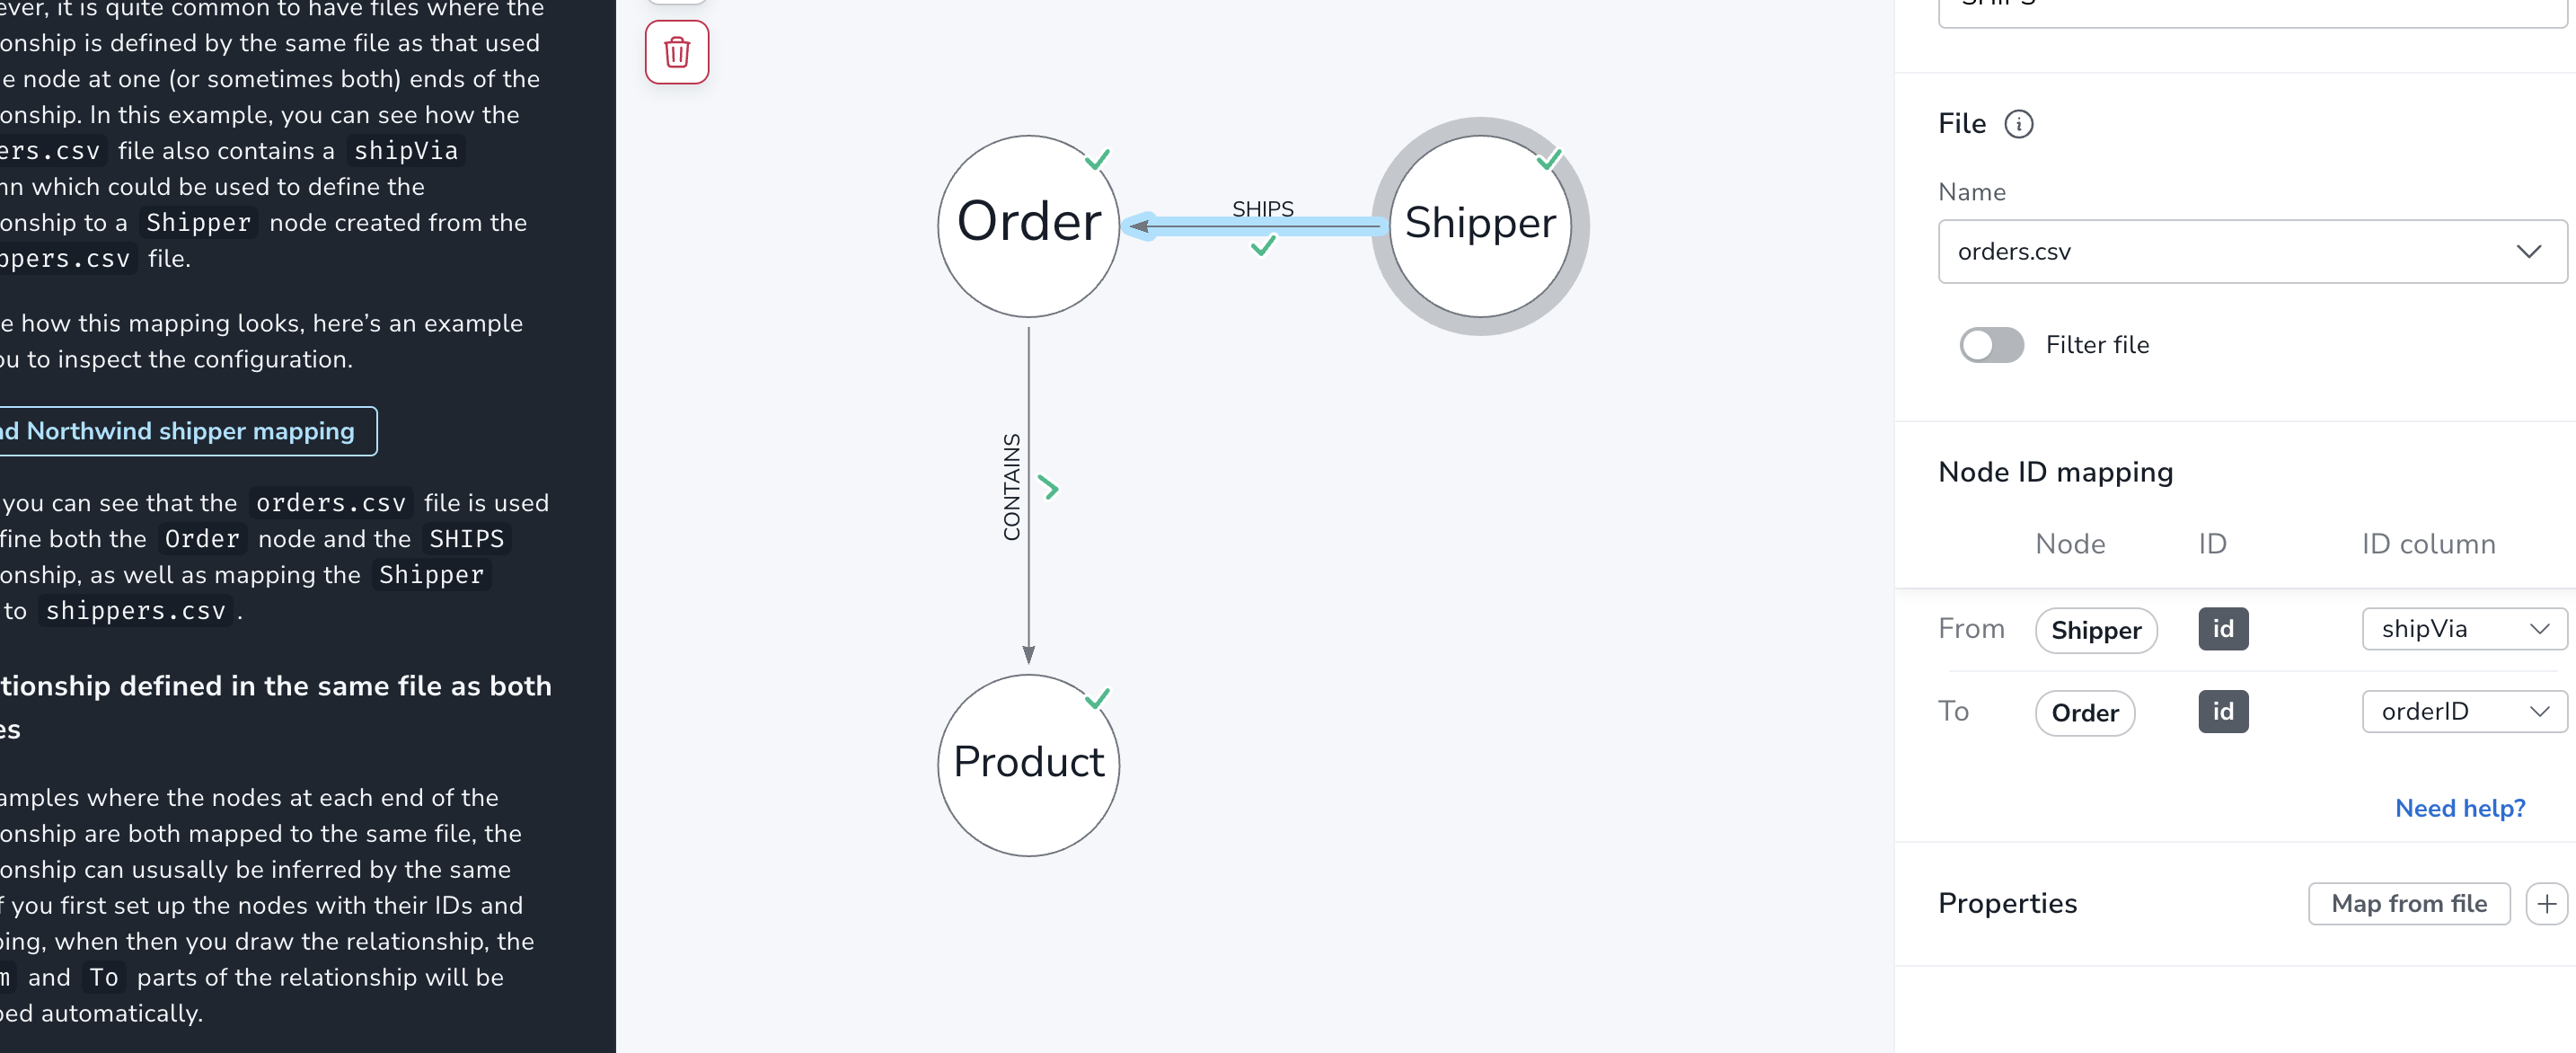 ever, it is quite common to have files where the
onship is defined by the same file as that used
e node at one (or sometimes both) ends of the
onship. In this example, you can see how the
ers.csv file also contains a shipVia
nn which could be used to define the
onship to a Shipper node created from the
ppers.csv file.
e how this mapping looks, here’s an example
ou to inspect the configuration.
ad Northwind shipper mapping
you can see that the orders.csv file is used
fine both the Order node and the SHIPS
onship, as well as mapping the Shipper
to shippers.csv.
tionship defined in the same file as both
es
amples where the nodes at each end of the
onship are both mapped to the same file, the
onship can ususally be inferred by the same
f you first set up the nodes with their IDs and
ping, when then you draw the relationship, the
m and To parts of the relationship will be
ped automatically.
Order
SHIPS
Shipper
CONTAINS
Product
SHIPS
File
Name
orders.csv
Filter file
Node ID mapping
Node ID ID column
From Shipper id shipVia
To Order id orderID
Need help?
Properties Map from file